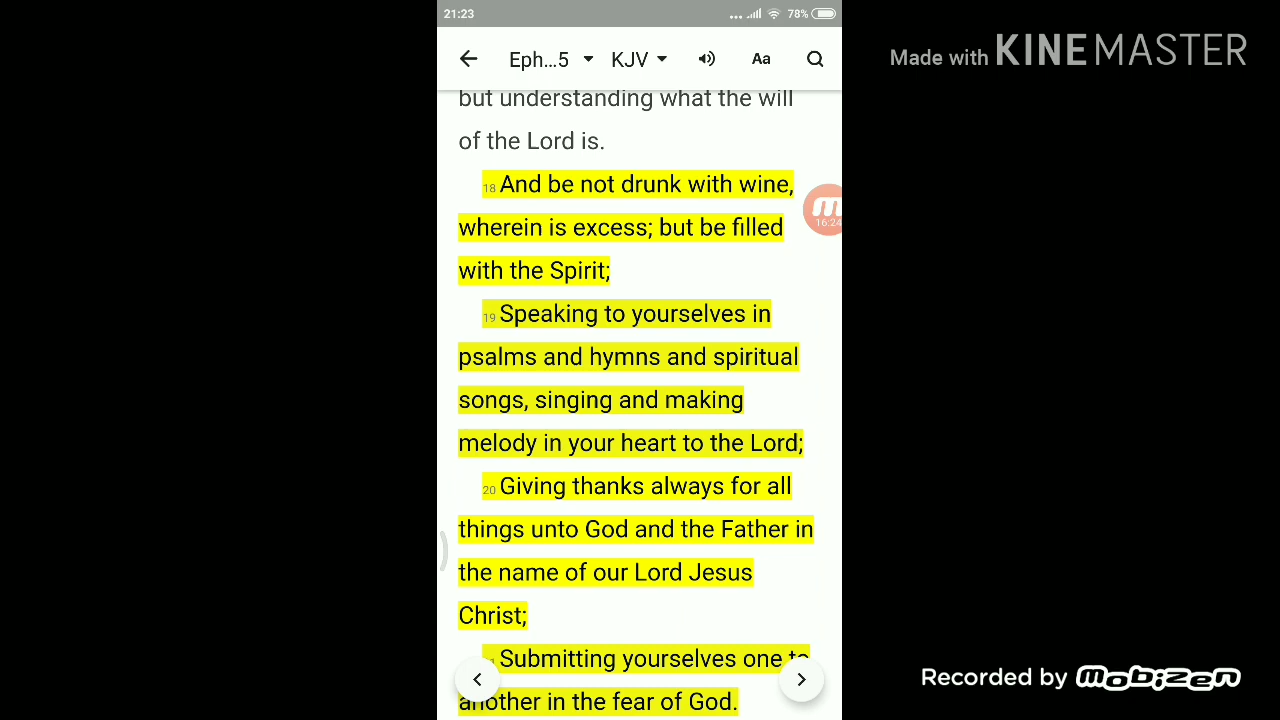 21:23
78%
Eph...5 KJV Aa
Made with KINEMASTER
but understanding what the will
of the Lord is.
18 And be not drunk with wine,
wherein is excess; but be filled
with the Spirit;
16:24
19 Speaking to yourselves in
psalms and hymns and spiritual
songs, singing and making
melody in your heart to the Lord;
20 Giving thanks always for all
things unto God and the Father in
the name of our Lord Jesus
Christ;
Submitting yourselves one to
another in the fear of God.
Recorded by mobizen